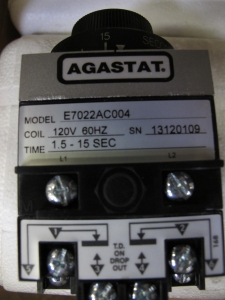 15
AGASTAT.
MODEL E7022AC004
COIL 120V 60HZ SN 13120109
TIME 1.5 - 15 SEC
L1 L2
T.D.
ON
DROP
OUT